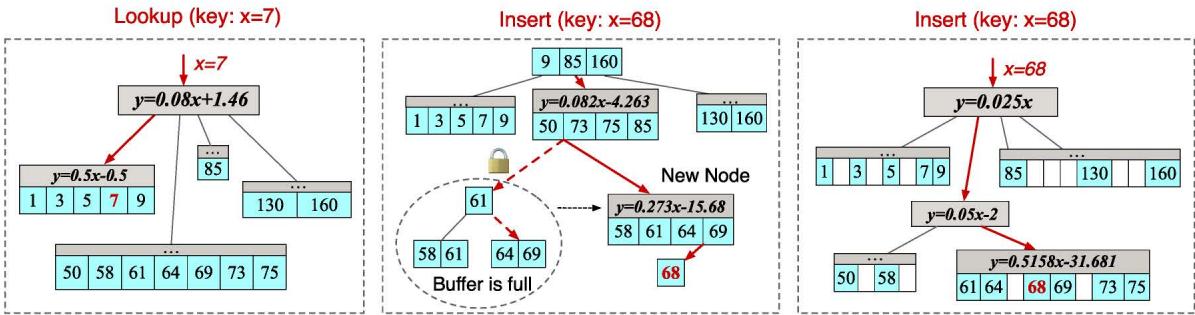 Lookup (key: x=7)
x=7
y=0.08x+1.46
y=0.5x-0.5
1 3 5 7 9
...
85
...
130 160
...
50 58 61 64 69 73 75
Insert (key: x=68)
9 85 160
...
1 3 5 7 9
y=0.082x-4.263
50 73 75 85
...
130 160
New Node
61
58 61
64 69
Buffer is full
y=0.273x-15.68
58 61 64 69
68
Insert (key: x=68)
x=68
y=0.025x
...
1 3 5 7 9
...
85 130 160
y=0.05x-2
...
50 58
y=0.5158x-31.681
61 64 68 69 73 75